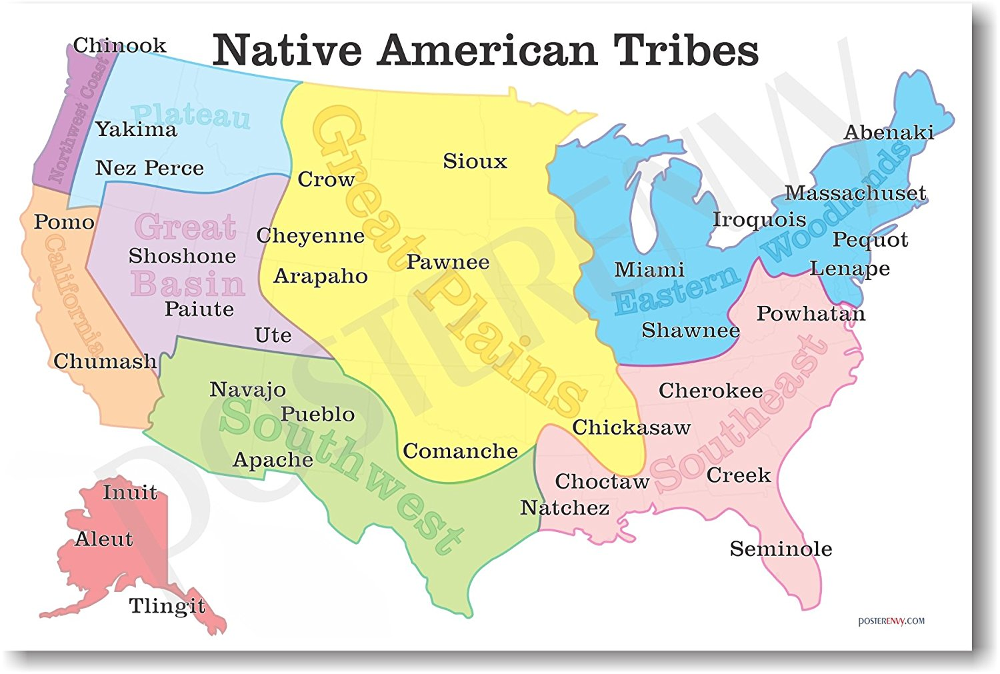 Native American Tribes
Chinook
Northwest Coast
Plateau
Yakima
Nez Perce
Great
Basin
Shoshone
Paiute
Ute
Pomo
California
Chumash
Great Plains
Crow
Sioux
Cheyenne
Arapaho
Pawnee
Comanche
Southwest
Navajo
Pueblo
Apache
Eastern Woodlands
Abenaki
Massachuset
Iroquois
Pequot
Lenape
Miami
Shawnee
Southeast
Powhatan
Cherokee
Chickasaw
Choctaw
Creek
Natchez
Seminole
Inuit
Aleut
Tlingit
POSTERENVY
POSTERENVY.COM